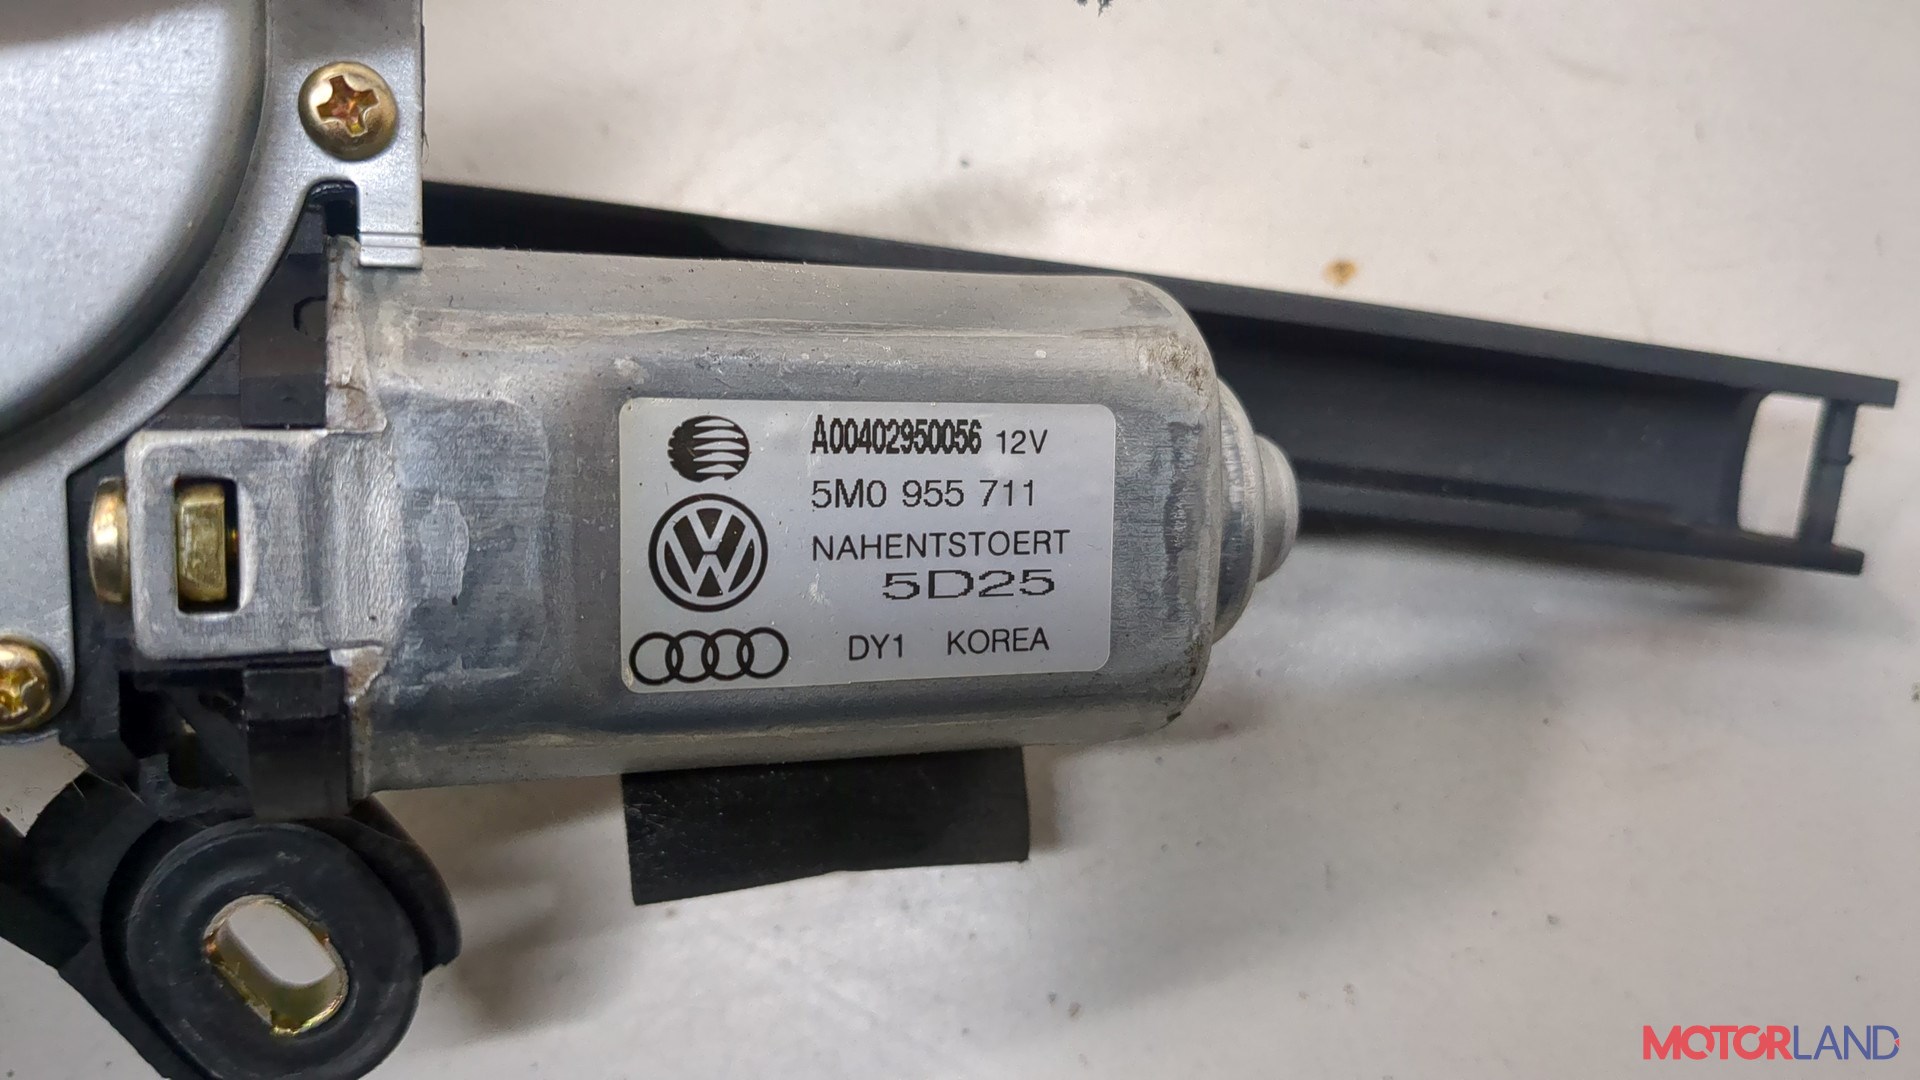 A00402950056 12V
5M0 955 711
NAHENTSTOERT
5D25
DY1 KOREA
MOTORLAND